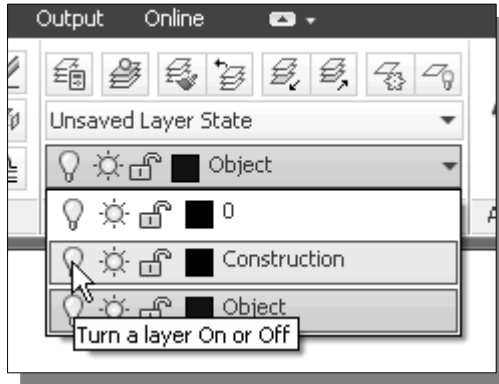 Output Online
Unsaved Layer State
Object
0
Construction
Object
Turn a layer On or Off